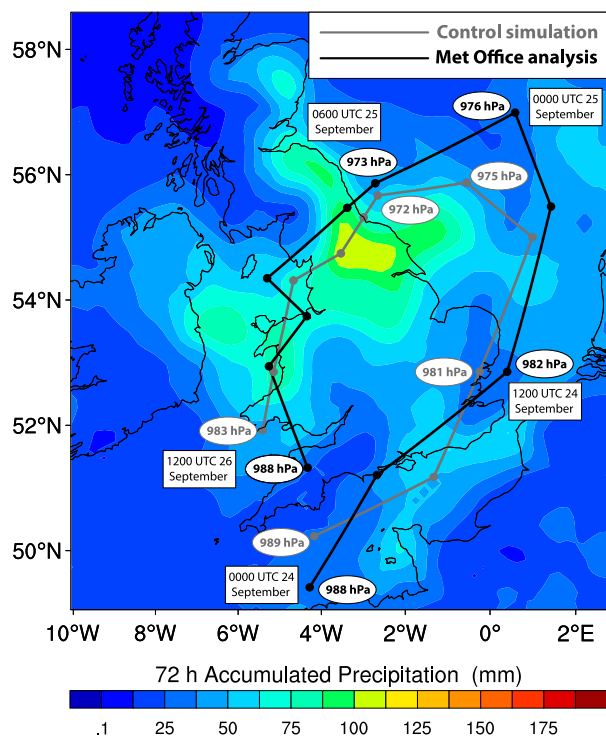 58°N
56°N
54°N
52°N
50°N
Control simulation
Met Office analysis
976 hPa
0000 UTC 25
September
0600 UTC 25
September
973 hPa
975 hPa
972 hPa
981 hPa
982 hPa
1200 UTC 24
September
983 hPa
1200 UTC 26
September
988 hPa
989 hPa
0000 UTC 24
September
988 hPa
10°W
8°W
6°W
4°W
2°W
0°
2°E
72 h Accumulated Precipitation (mm)
.1
25
50
75
100
125
150
175